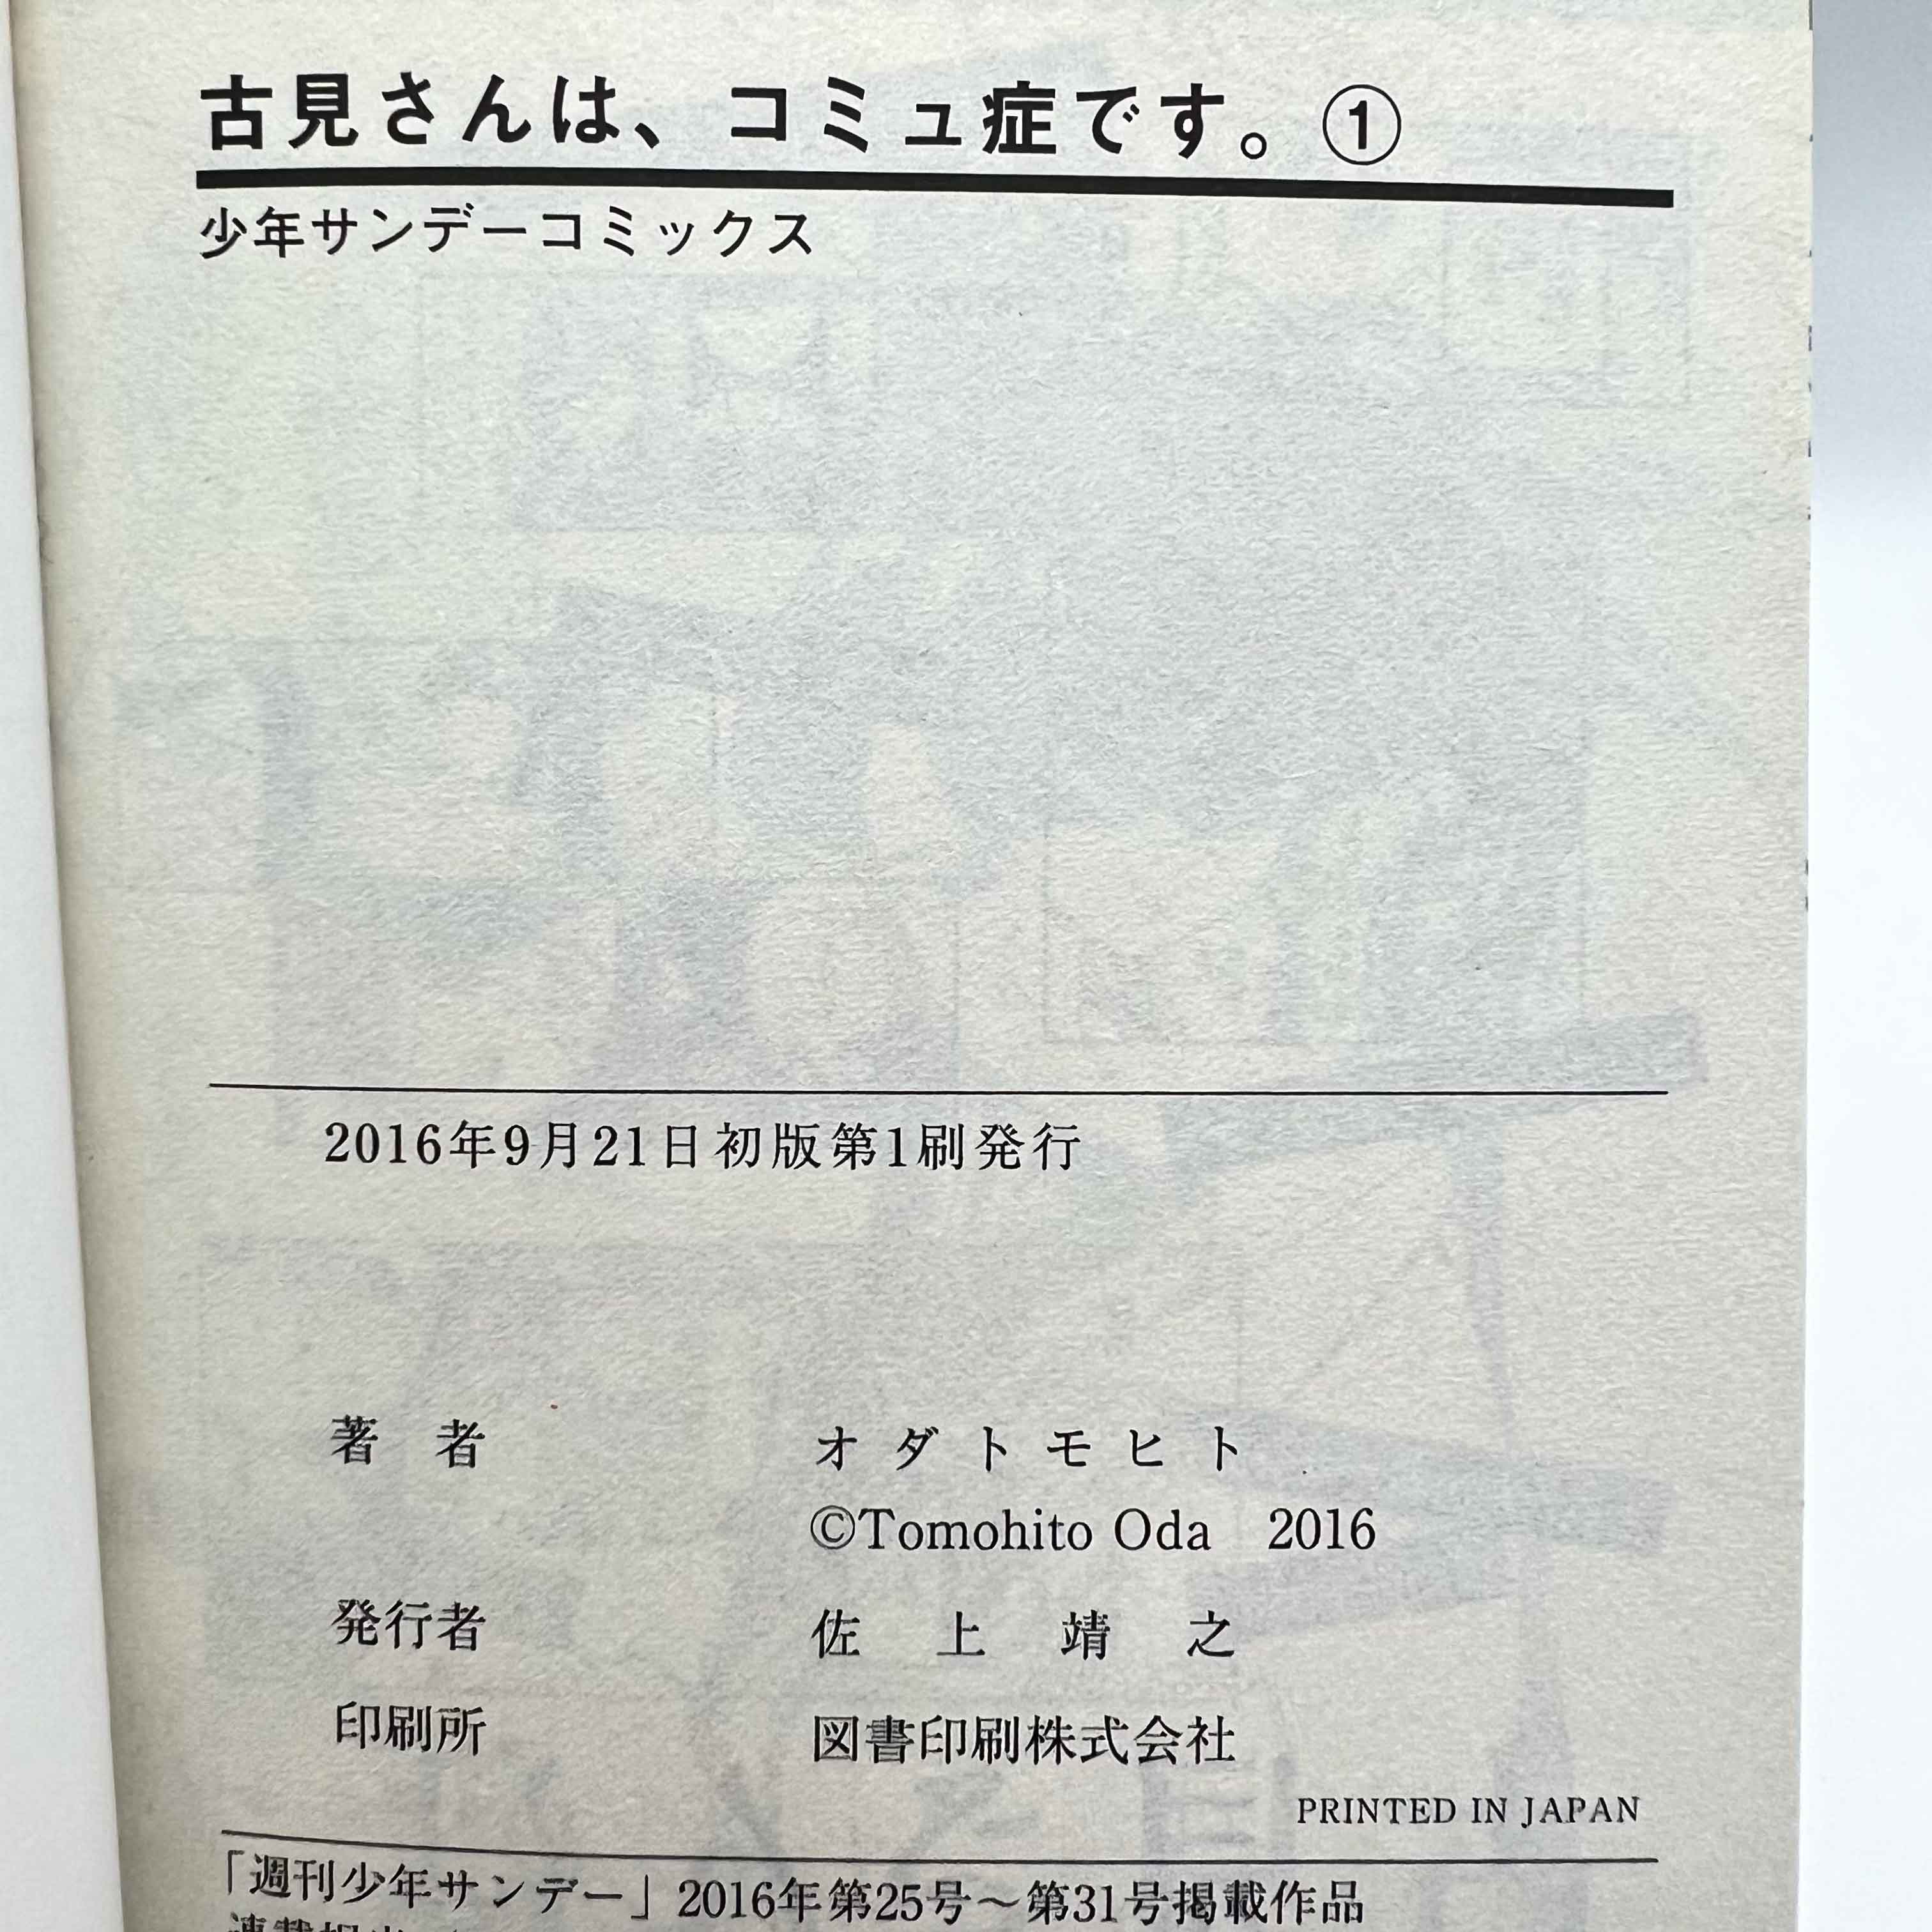 古見さんは、コミュ症です。①
少年サンデーコミックス
2016年9月21日初版第1刷発行
著者 オダトモヒト
©Tomohito Oda 2016
発行者 佐上靖之
印刷所 図書印刷株式会社
PRINTED IN JAPAN
「週刊少年サンデー」2016年第25号～第31号掲載作品
連載担当